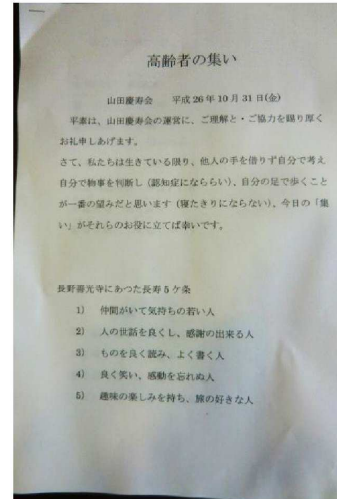 高齢者の集い
山田慶寿会　平成26年10月31日(金)
平素は、山田慶寿会の運営に、ご理解と・ご協力を賜り厚く
お礼申しあげます。
さて、私たちは生きている限り、他人の手を借りず自分で考え
自分で物事を判断し（認知症になららい）、自分の足で歩くこと
が一番の望みだと思います（寝たきりにならない）、今日の「集
い」がそれらのお役に立てば幸いです。
長野善光寺にあつた長寿5ケ条
1)　仲間がいて気持ちの若い人
2)　人の世話を良くし、感謝の出来る人
3)　ものを良く読み、よく書く人
4)　良く笑い、感動を忘れぬ人
5)　趣味の楽しみを持ち、旅の好きな人